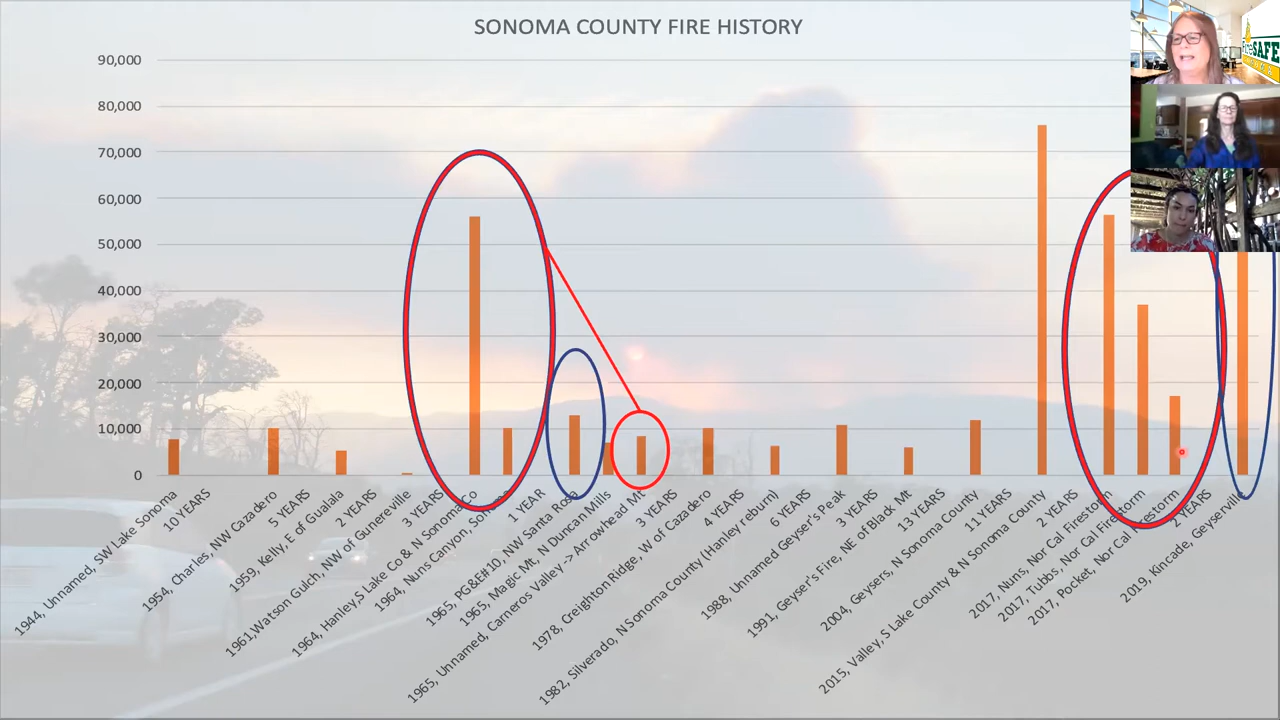 SONOMA COUNTY FIRE HISTORY
SAFE
90,000
80,000
70,000
60,000
50,000
40,000
30,000
20,000
10,000
0
1944, Unnamed, SW Lake Sonoma
10 YEARS
1954, Charles, NW Cazadero
5 YEARS
1959, Kelly, E of Gualala
2 YEARS
1961,Watson Gulch, NW of Gunereville
3 YEARS
1964, Hanley,S Lake Co & N Sonoma Co
1964, Nuns Canyon, Sonoma
1 YEAR
1965, PG&E#10, NW Santa Rosa
1965, Magic Mt, N Duncan Mills
1965, Unnamed, Carneros Valley -> Arrowhead Mt
3 YEARS
1978, Creighton Ridge, W of Cazadero
4 YEARS
1982, Silverado, N Sonoma County (Hanley reburn)
6 YEARS
1988, Unnamed Geyser's Peak
3 YEARS
1991, Geyser's Fire, NE of Black Mt
13 YEARS
2004, Geysers, N Sonoma County
11 YEARS
2015, Valley, S Lake County & N Sonoma County
2 YEARS
2017, Nuns, Nor Cal Firestorm
2017, Tubbs, Nor Cal Firestorm
2017, Pocket, Nor Cal Firestorm
2 YEARS
2019, Kincade, Geyserville